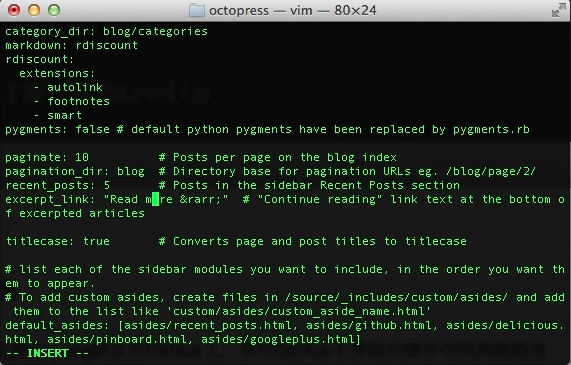 octopress — vim — 80×24
category_dir: blog/categories
markdown: rdiscount
rdiscount:
  extensions:
    - autolink
    - footnotes
    - smart
pygments: false # default python pygments have been replaced by pygments.rb

paginate: 10          # Posts per page on the blog index
pagination_dir: blog  # Directory base for pagination URLs eg. /blog/page/2/
recent_posts: 5       # Posts in the sidebar Recent Posts section
excerpt_link: "Read more &rarr;"  # "Continue reading" link text at the bottom o
f excerpted articles

titlecase: true       # Converts page and post titles to titlecase

# list each of the sidebar modules you want to include, in the order you want th
em to appear.
# To add custom asides, create files in /source/_includes/custom/asides/ and add
 them to the list like 'custom/asides/custom_aside_name.html'
default_asides: [asides/recent_posts.html, asides/github.html, asides/delicious.
html, asides/pinboard.html, asides/googleplus.html]
-- INSERT --